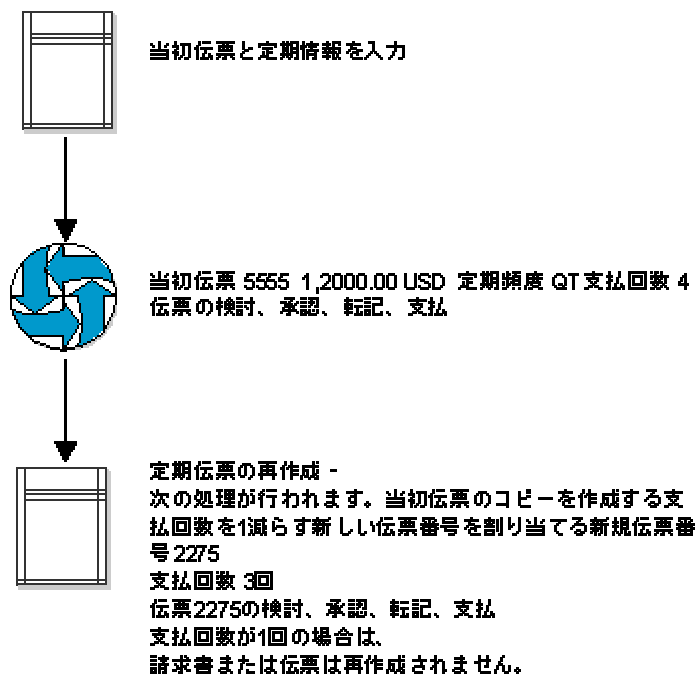 当初伝票と定期情報を入力
当初伝票 5555 1,2000.00 USD 定期頻度 QT 支払回数 4
伝票の検討、承認、転記、支払
定期伝票の再作成 -
次の処理が行われます。当初伝票のコピーを作成する支
払回数を1減らす新しい伝票番号を割り当てる新規伝票番
号 2275
支払回数 3回
伝票2275の検討、承認、転記、支払
支払回数が1回の場合は、
請求書または伝票は再作成されません。